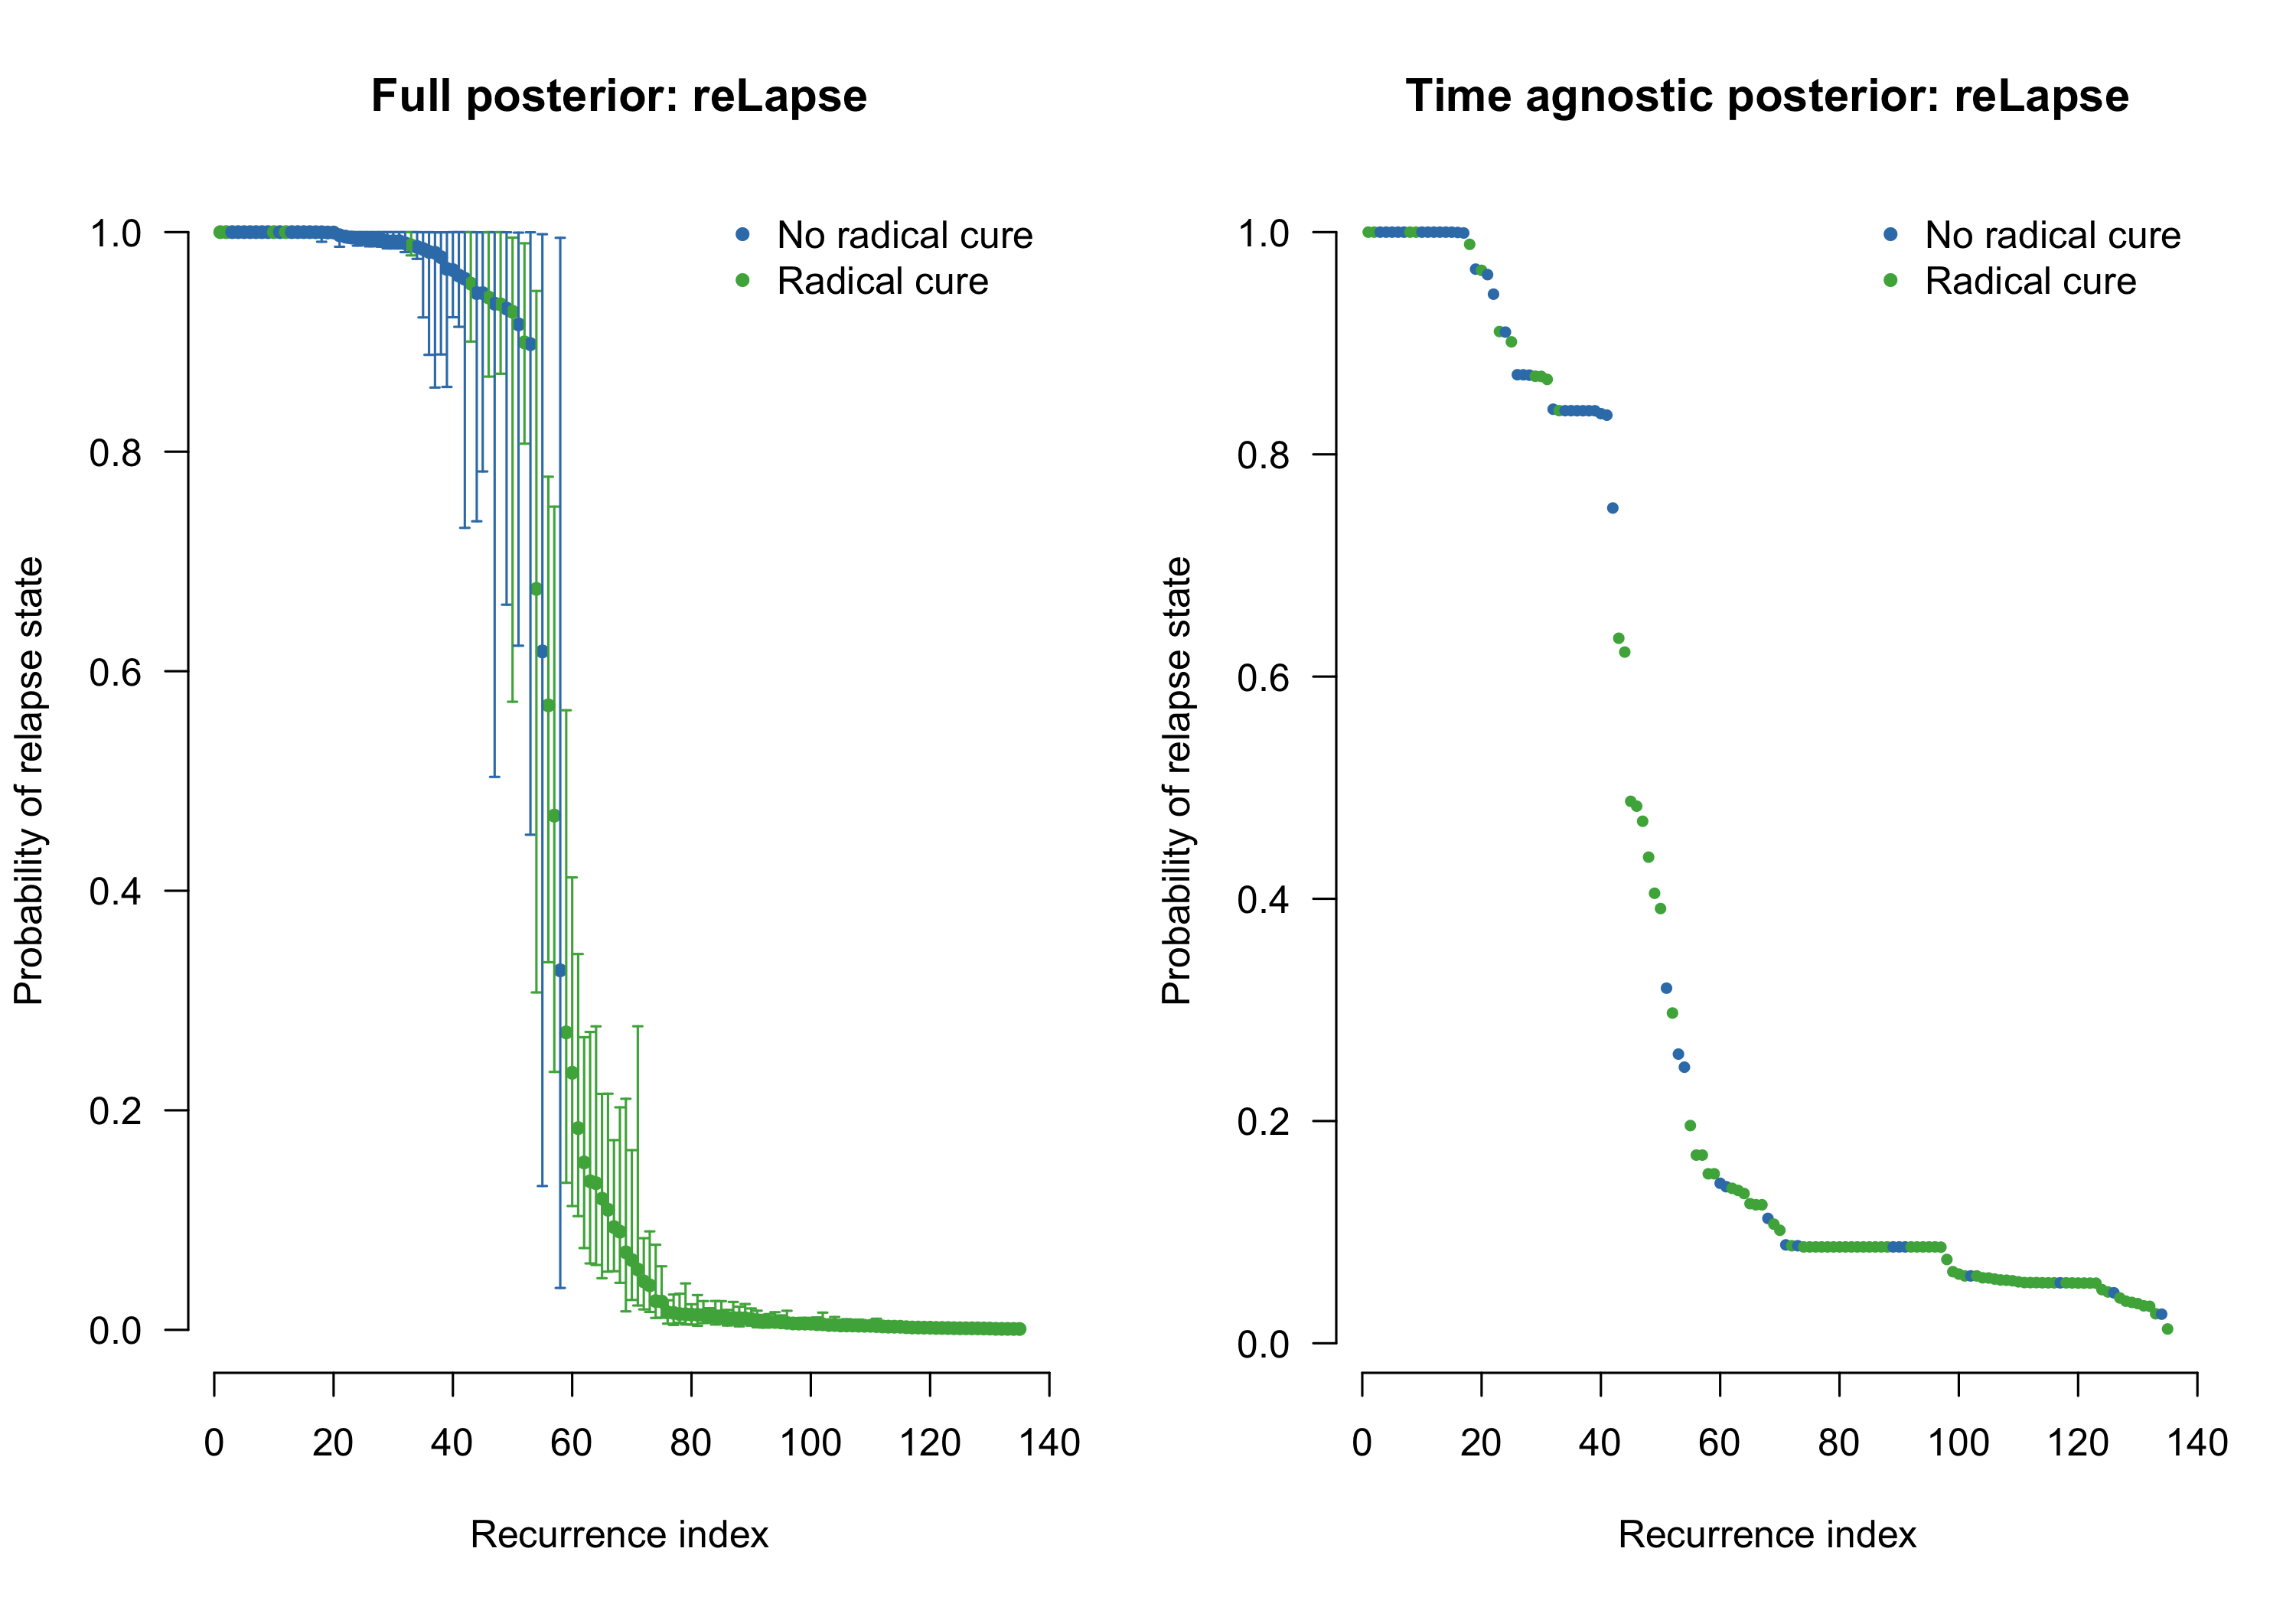 Full posterior: reLapse
No radical cure
Radical cure
Probability of relapse state
1.0
0.8
0.6
0.4
0.2
0.0
0 20 40 60 80 100 120 140
Recurrence index
Time agnostic posterior: reLapse
No radical cure
Radical cure
Probability of relapse state
1.0
0.8
0.6
0.4
0.2
0.0
0 20 40 60 80 100 120 140
Recurrence index